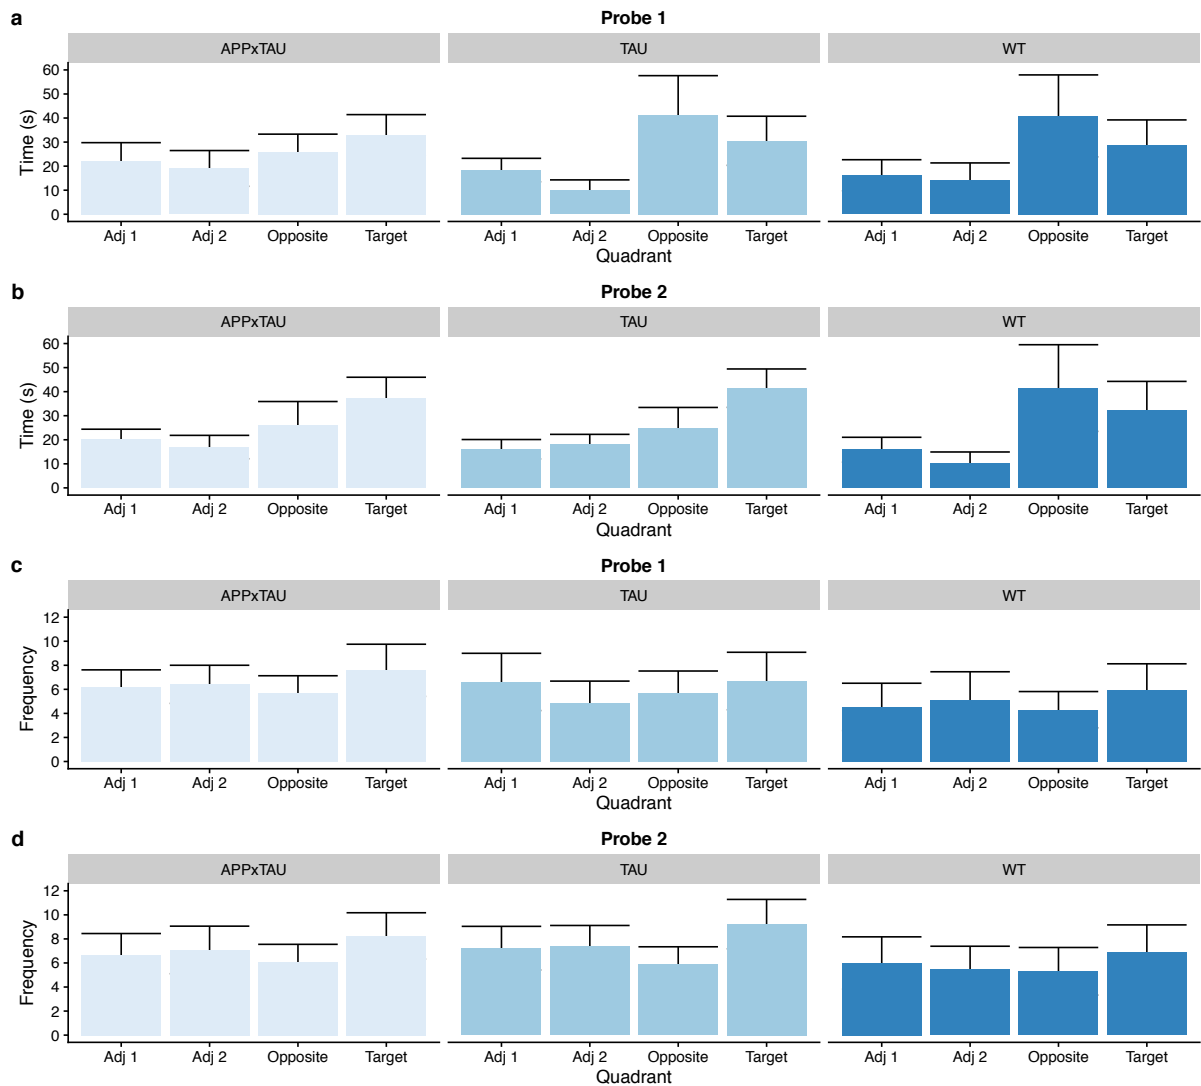 a
Probe 1
APPxTAU TAU WT
Time (s)
60
50
40
30
20
10
0
Adj 1 Adj 2 Opposite Target Adj 1 Adj 2 Opposite Target Adj 1 Adj 2 Opposite Target
Quadrant
b
Probe 2
APPxTAU TAU WT
Time (s)
60
50
40
30
20
10
0
Adj 1 Adj 2 Opposite Target Adj 1 Adj 2 Opposite Target Adj 1 Adj 2 Opposite Target
Quadrant
c
Probe 1
APPxTAU TAU WT
Frequency
12
10
8
6
4
2
0
Adj 1 Adj 2 Opposite Target Adj 1 Adj 2 Opposite Target Adj 1 Adj 2 Opposite Target
Quadrant
d
Probe 2
APPxTAU TAU WT
Frequency
12
10
8
6
4
2
0
Adj 1 Adj 2 Opposite Target Adj 1 Adj 2 Opposite Target Adj 1 Adj 2 Opposite Target
Quadrant